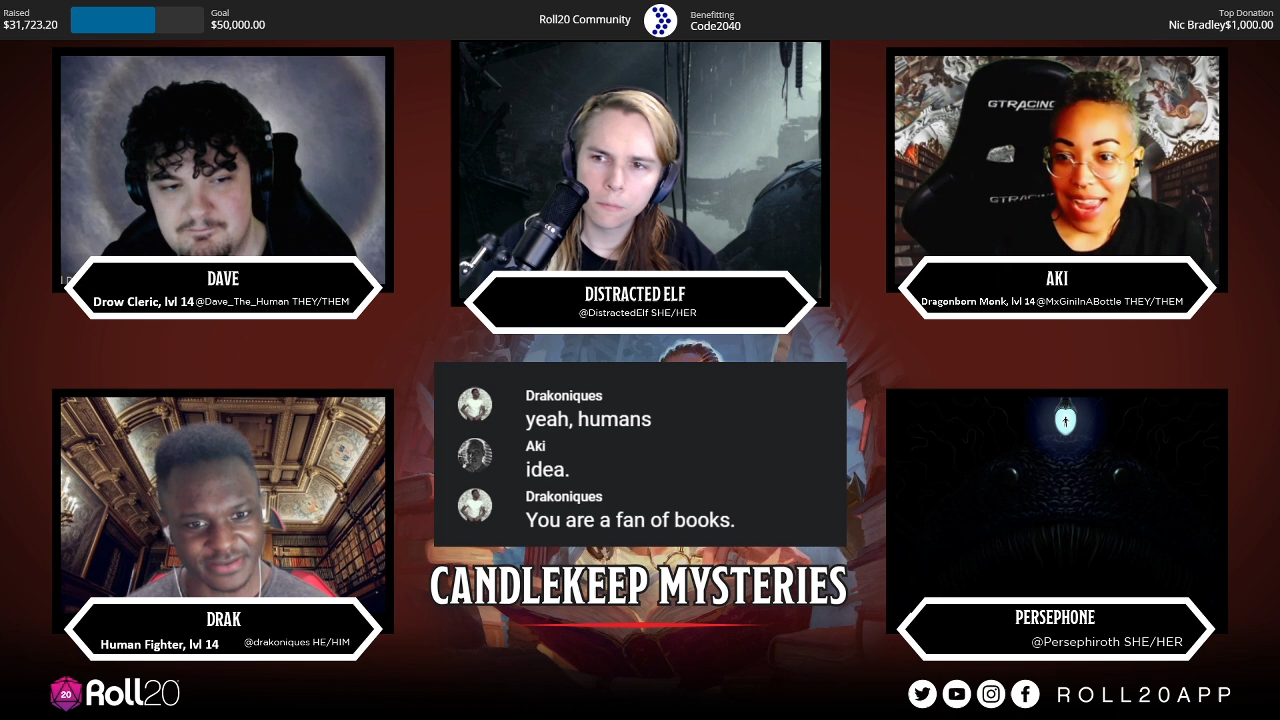 Raised
$31,723.20
Goal
$50,000.00
Roll20 Community
Benefitting
Code2040
Top Donation
Nic Bradley$1,000.00
GTRACING
GTRACING
DAVE
Drow Cleric, lvl 14 @Dave_The_Human THEY/THEM
DISTRACTED ELF
@DistractedElf SHE/HER
AKI
Dragonborn Monk, lvl 14 @MxGiniInABottle THEY/THEM
Drakoniques
yeah, humans
Aki
idea.
Drakoniques
You are a fan of books.
CANDLEKEEP MYSTERIES
DRAK
Human Fighter, lvl 14 @drakoniques HE/HIM
PERSEPHONE
@Persephiroth SHE/HER
20 Roll20
ROLL20APP